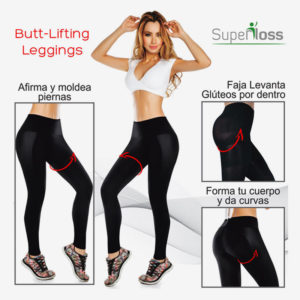 Butt-Lifting
Leggings
Superloss
Afirma y moldea
piernas
Faja Levanta
Glúteos por dentro
Forma tu cuerpo
y da curvas